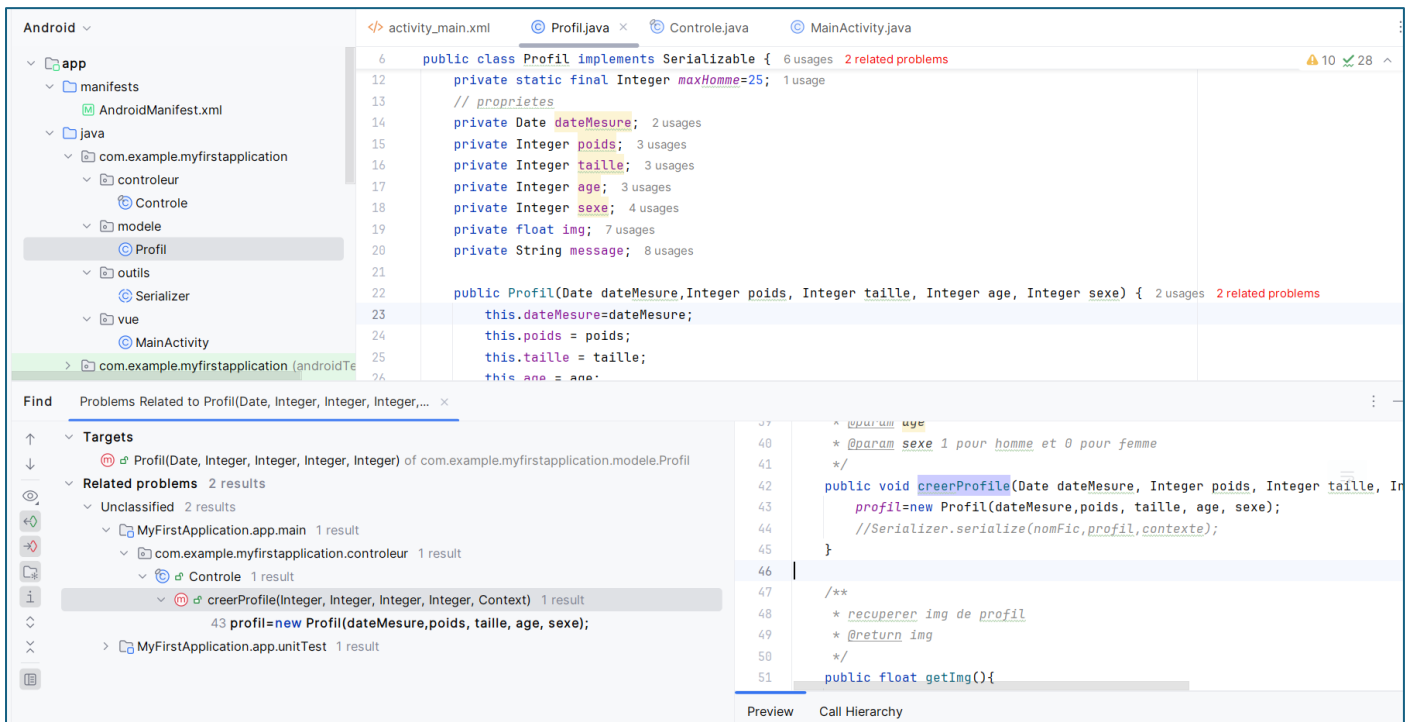 Android
activity_main.xml
Profil.java
Controle.java
MainActivity.java
app
manifests
AndroidManifest.xml
java
com.example.myfirstapplication
controleur
Controle
modele
Profil
outils
Serializer
vue
MainActivity
com.example.myfirstapplication (androidTe
6 public class Profil implements Serializable { 6 usages 2 related problems
10 28
12 private static final Integer maxHomme=25; 1 usage
13 // proprietes
14 private Date dateMesure; 2 usages
15 private Integer poids; 3 usages
16 private Integer taille; 3 usages
17 private Integer age; 3 usages
18 private Integer sexe; 4 usages
19 private float img; 7 usages
20 private String message; 8 usages
21
22 public Profil(Date dateMesure,Integer poids, Integer taille, Integer age, Integer sexe) { 2 usages 2 related problems
23 this.dateMesure=dateMesure;
24 this.poids = poids;
25 this.taille = taille;
26 this.age = age;
Find Problems Related to Profil(Date, Integer, Integer, Integer,...
Targets
Profil(Date, Integer, Integer, Integer, Integer) of com.example.myfirstapplication.modele.Profil
Related problems 2 results
Unclassified 2 results
MyFirstApplication.app.main 1 result
com.example.myfirstapplication.controleur 1 result
Controle 1 result
creerProfile(Integer, Integer, Integer, Integer, Context) 1 result
43 profil=new Profil(dateMesure,poids, taille, age, sexe);
MyFirstApplication.app.unitTest 1 result
39 * @param age
40 * @param sexe 1 pour homme et 0 pour femme
41 */
42 public void creerProfile(Date dateMesure, Integer poids, Integer taille, In
43 profil=new Profil(dateMesure,poids, taille, age, sexe);
44 //Serializer.serialize(nomFic,profil,contexte);
45 }
46
47 /**
48 * recuperer img de profil
49 * @return img
50 */
51 public float getImg(){
Preview Call Hierarchy